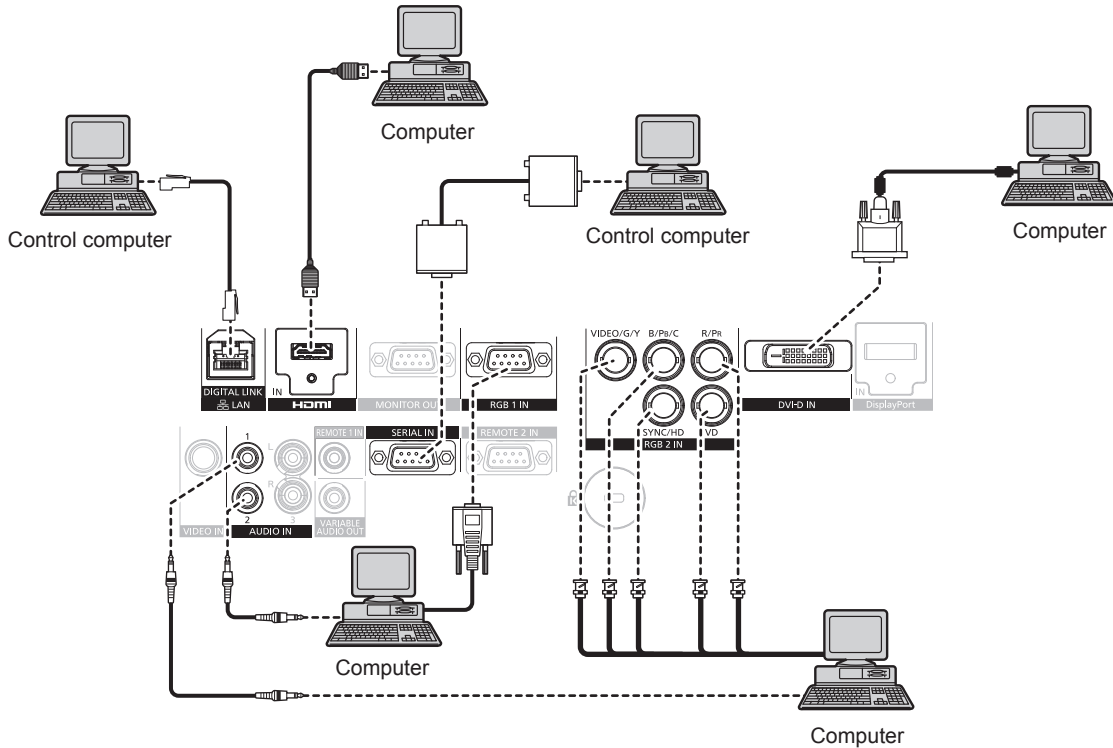 Computer
Control computer
Control computer
Computer
VIDEO/G/Y B/PB/C R/PR
DIGITAL LINK
LAN
IN
HDMI
MONITOR OUT
RGB 1 IN
SYNC/HD VD
RGB 2 IN
DVI-D IN
IN
DisplayPort
1
L
REMOTE 1 IN
SERIAL IN
REMOTE 2 IN
2
R
3
VIDEO IN
AUDIO IN
VARIABLE
AUDIO OUT
Computer
Computer